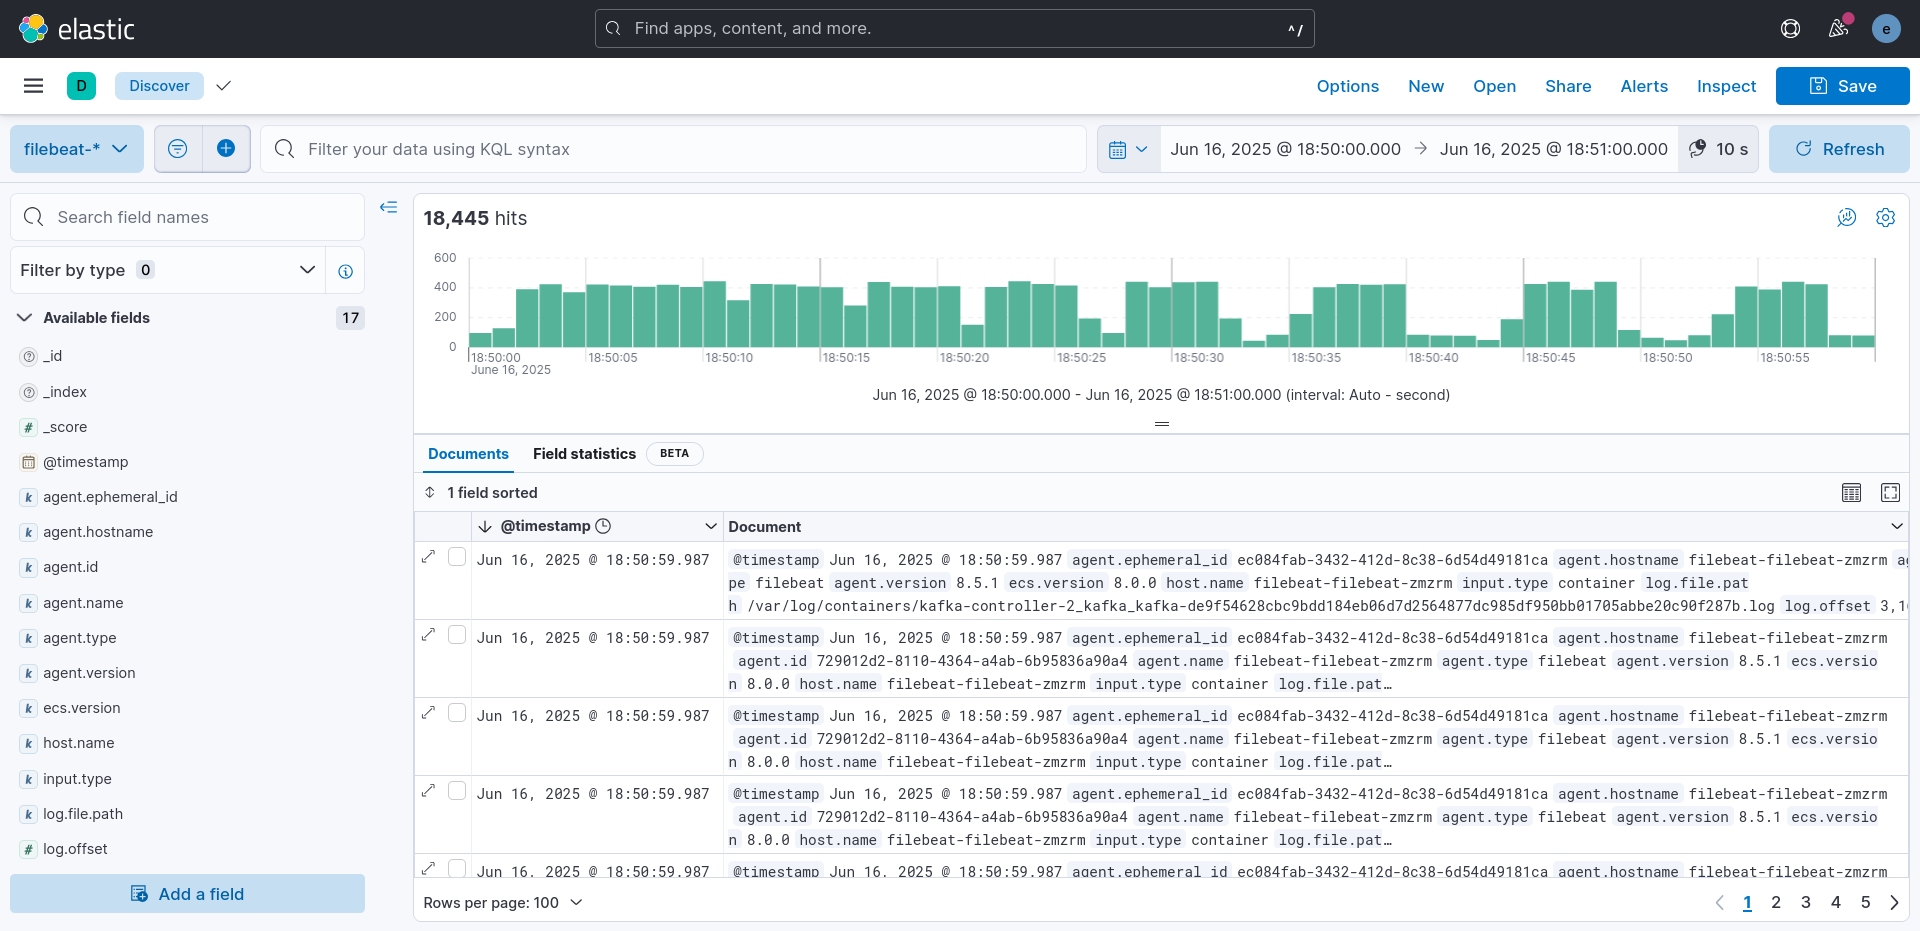 elastic
Find apps, content, and more.
^/
e
D
Discover
Options
New
Open
Share
Alerts
Inspect
Save
filebeat-*
Filter your data using KQL syntax
Jun 16, 2025 @ 18:50:00.000 → Jun 16, 2025 @ 18:51:00.000
10 s
Refresh
Search field names
Filter by type 0
Available fields 17
_id
_index
# _score
@timestamp
k agent.ephemeral_id
k agent.hostname
k agent.id
k agent.name
k agent.type
k agent.version
k ecs.version
k host.name
k input.type
k log.file.path
# log.offset
Add a field
18,445 hits
600
400
200
0
18:50:00 18:50:05 18:50:10 18:50:15 18:50:20 18:50:25 18:50:30 18:50:35 18:50:40 18:50:45 18:50:50 18:50:55
June 16, 2025
Jun 16, 2025 @ 18:50:00.000 - Jun 16, 2025 @ 18:51:00.000 (interval: Auto - second)
Documents
Field statistics
BETA
1 field sorted
@timestamp
Document
Jun 16, 2025 @ 18:50:59.987
@timestamp Jun 16, 2025 @ 18:50:59.987 agent.ephemeral_id ec084fab-3432-412d-8c38-6d54d49181ca agent.hostname filebeat-filebeat-zmzrm
pe filebeat agent.version 8.5.1 ecs.version 8.0.0 host.name filebeat-filebeat-zmzrm input.type container log.file.pat
h /var/log/containers/kafka-controller-2_kafka_kafka-de9f54628cbc9bdd184eb06d7d2564877dc985df950bb01705abbe20c90f287b.log log.offset
Jun 16, 2025 @ 18:50:59.987
@timestamp Jun 16, 2025 @ 18:50:59.987 agent.ephemeral_id ec084fab-3432-412d-8c38-6d54d49181ca agent.hostname filebeat-filebeat-zmzrm
agent.id 729012d2-8110-4364-a4ab-6b95836a90a4 agent.name filebeat-filebeat-zmzrm agent.type filebeat agent.version 8.5.1 ecs.versio
n 8.0.0 host.name filebeat-filebeat-zmzrm input.type container log.file.pat…
Jun 16, 2025 @ 18:50:59.987
@timestamp Jun 16, 2025 @ 18:50:59.987 agent.ephemeral_id ec084fab-3432-412d-8c38-6d54d49181ca agent.hostname filebeat-filebeat-zmzrm
agent.id 729012d2-8110-4364-a4ab-6b95836a90a4 agent.name filebeat-filebeat-zmzrm agent.type filebeat agent.version 8.5.1 ecs.versio
n 8.0.0 host.name filebeat-filebeat-zmzrm input.type container log.file.pat…
Jun 16, 2025 @ 18:50:59.987
@timestamp Jun 16, 2025 @ 18:50:59.987 agent.ephemeral_id ec084fab-3432-412d-8c38-6d54d49181ca agent.hostname filebeat-filebeat-zmzrm
agent.id 729012d2-8110-4364-a4ab-6b95836a90a4 agent.name filebeat-filebeat-zmzrm agent.type filebeat agent.version 8.5.1 ecs.versio
n 8.0.0 host.name filebeat-filebeat-zmzrm input.type container log.file.pat…
Jun 16, 2025 @ 18:50:59.987
@timestamp Jun 16, 2025 @ 18:50:59.987 agent.ephemeral_id ec084fab-3432-412d-8c38-6d54d49181ca agent.hostname filebeat-filebeat-zmzrm
Rows per page: 100
1 2 3 4 5